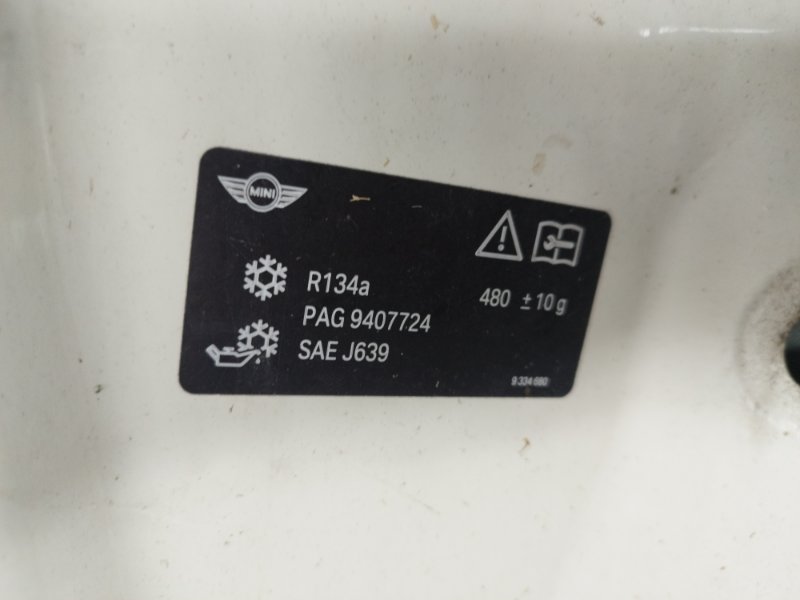 MINI
R134a
480 ± 10 g
PAG 9407724
SAE J639
9 334 680